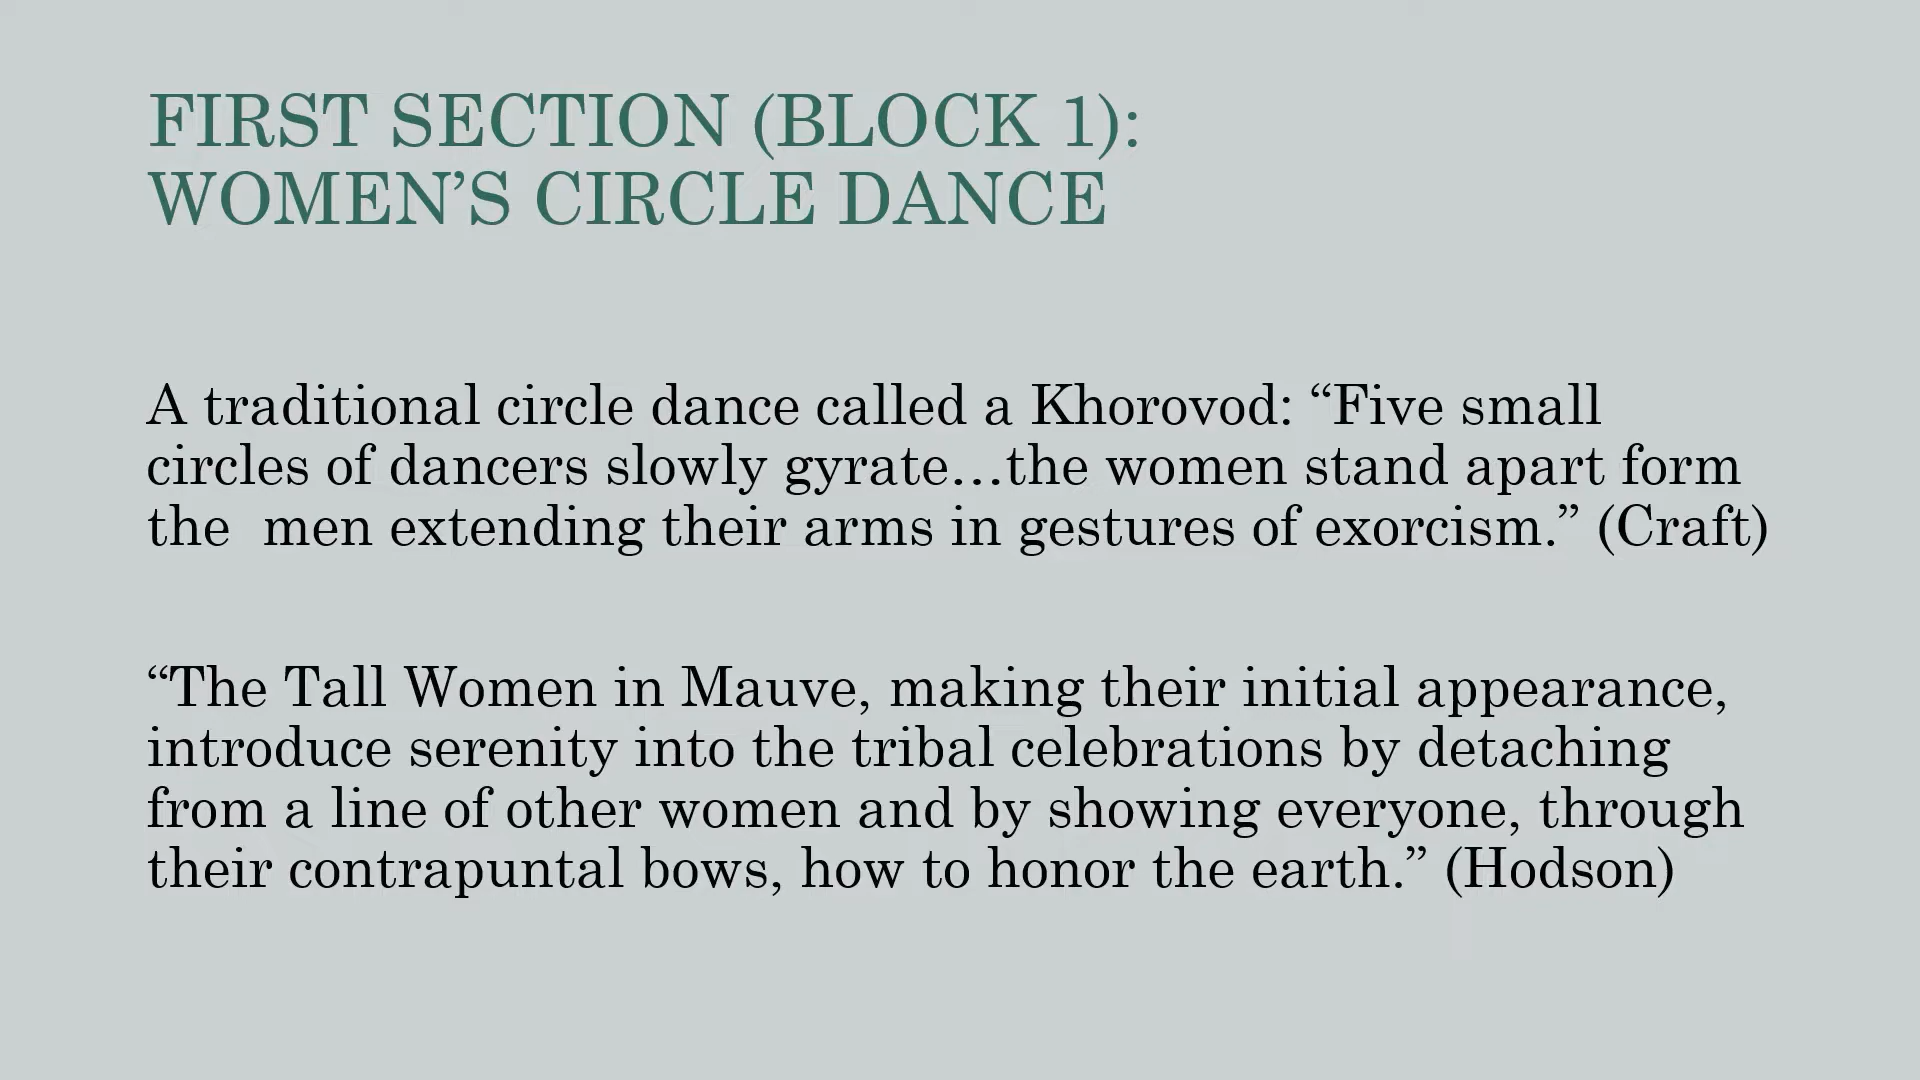 FIRST SECTION (BLOCK 1):
WOMEN’S CIRCLE DANCE
A traditional circle dance called a Khorovod: “Five small
circles of dancers slowly gyrate…the women stand apart form
the  men extending their arms in gestures of exorcism.” (Craft)
“The Tall Women in Mauve, making their initial appearance,
introduce serenity into the tribal celebrations by detaching
from a line of other women and by showing everyone, through
their contrapuntal bows, how to honor the earth.” (Hodson)